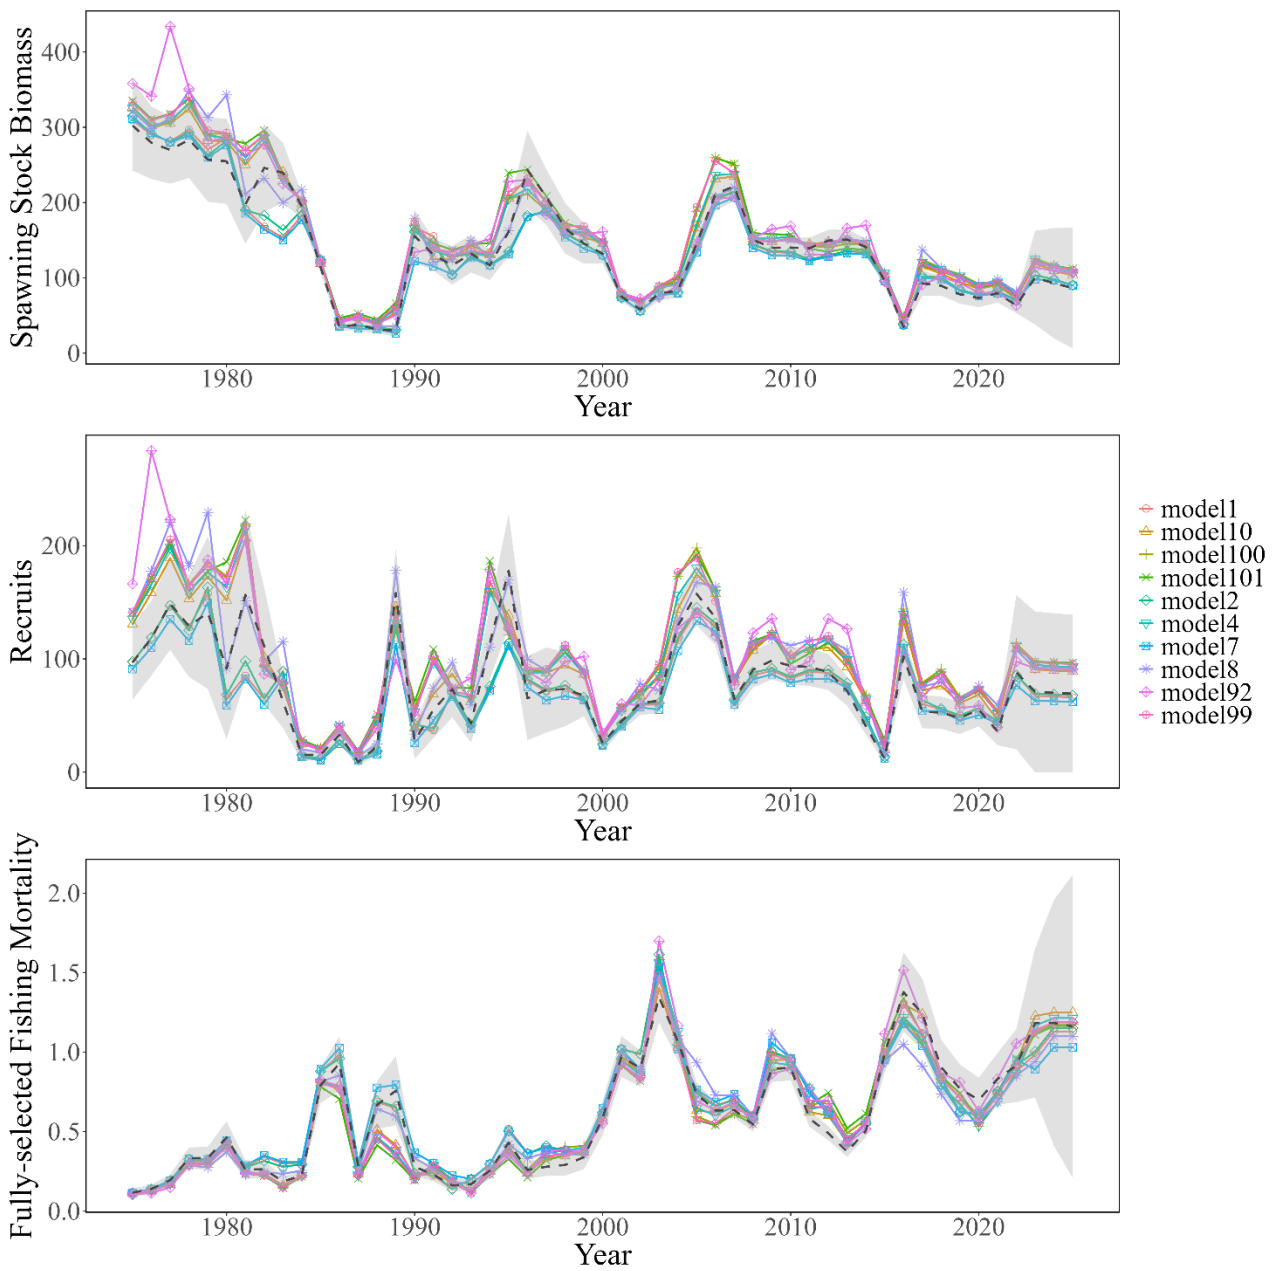 Spawning Stock Biomass
400
300
200
100
0
1980 1990 2000 2010 2020
Year
Recruits
200
100
0
1980 1990 2000 2010 2020
Year
model1
model10
model100
model101
model2
model4
model7
model8
model92
model99
Fully-selected Fishing Mortality
2.0
1.5
1.0
0.5
0.0
1980 1990 2000 2010 2020
Year